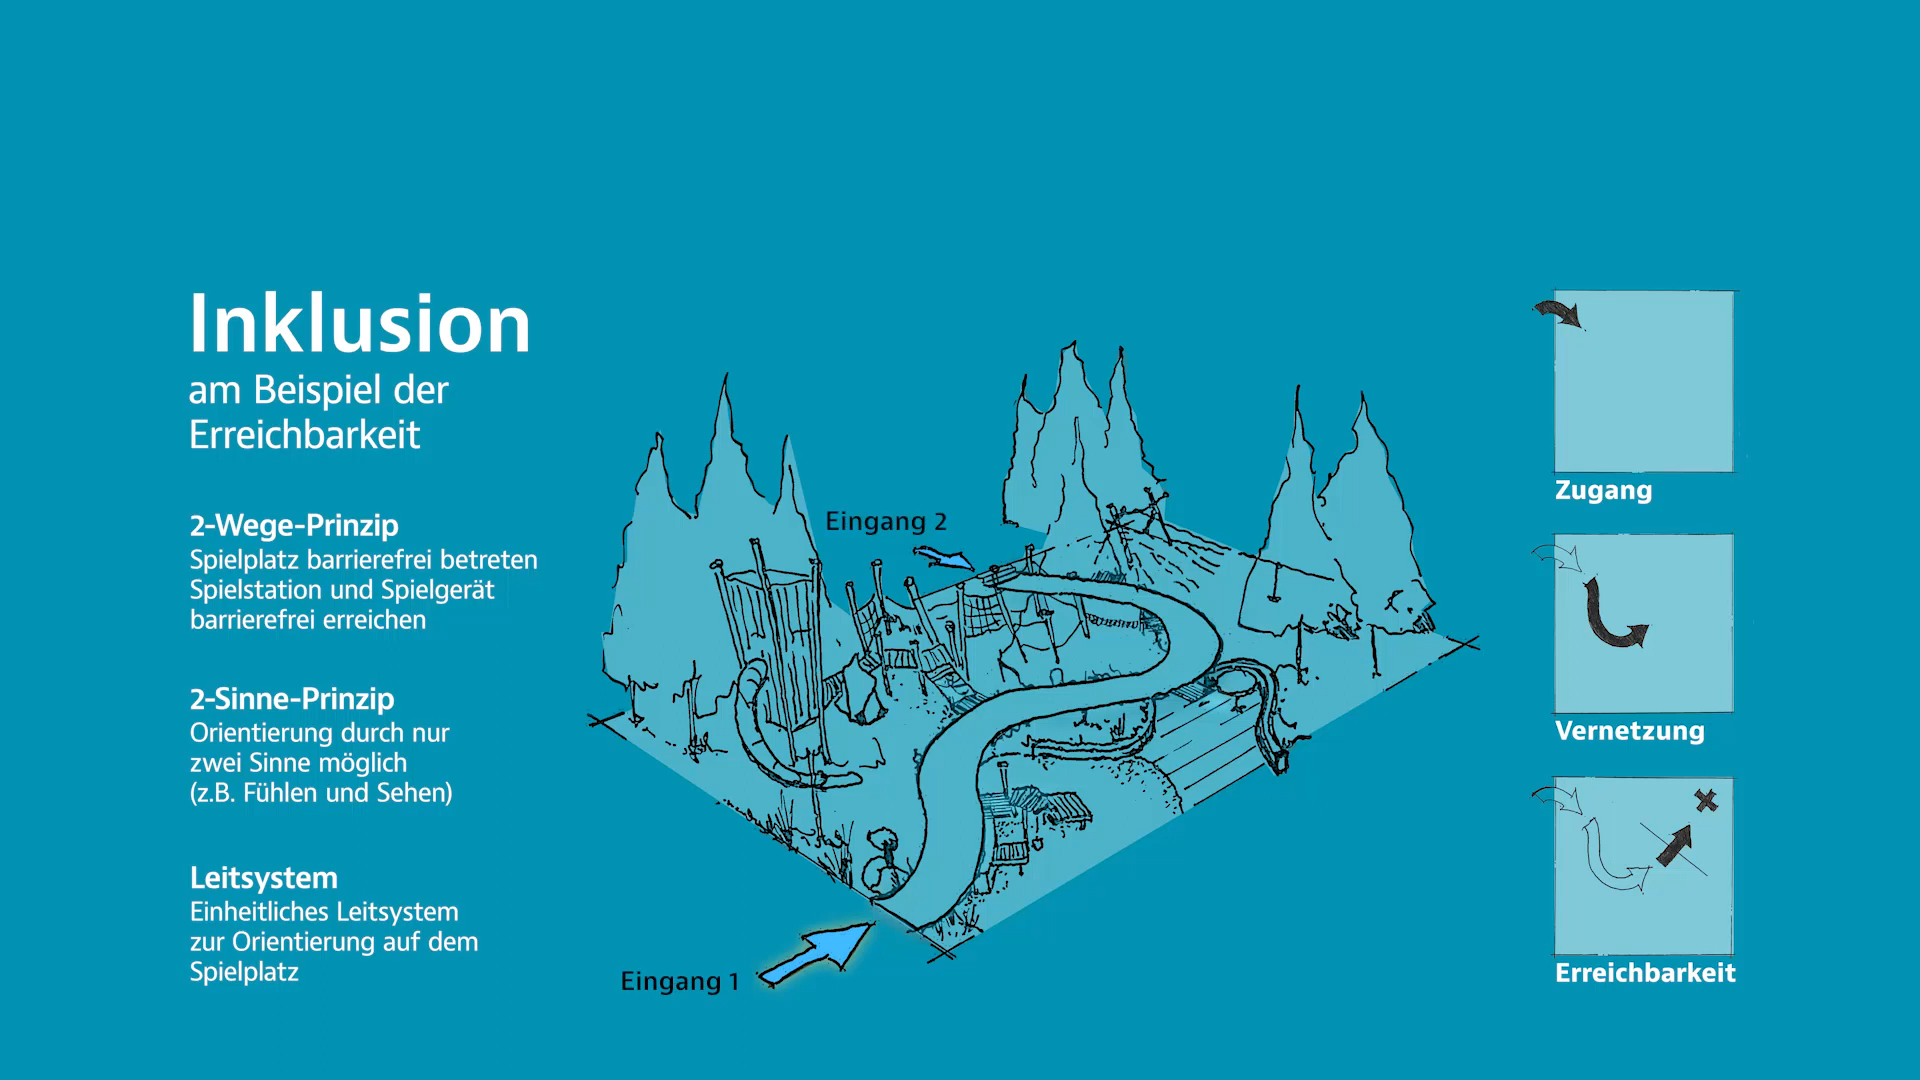 Inklusion
am Beispiel der
Erreichbarkeit
2-Wege-Prinzip
Spielplatz barrierefrei betreten
Spielstation und Spielgerät
barrierefrei erreichen
2-Sinne-Prinzip
Orientierung durch nur
zwei Sinne möglich
(z.B. Fühlen und Sehen)
Leitsystem
Einheitliches Leitsystem
zur Orientierung auf dem
Spielplatz
Eingang 2
Eingang 1
Zugang
Vernetzung
Erreichbarkeit